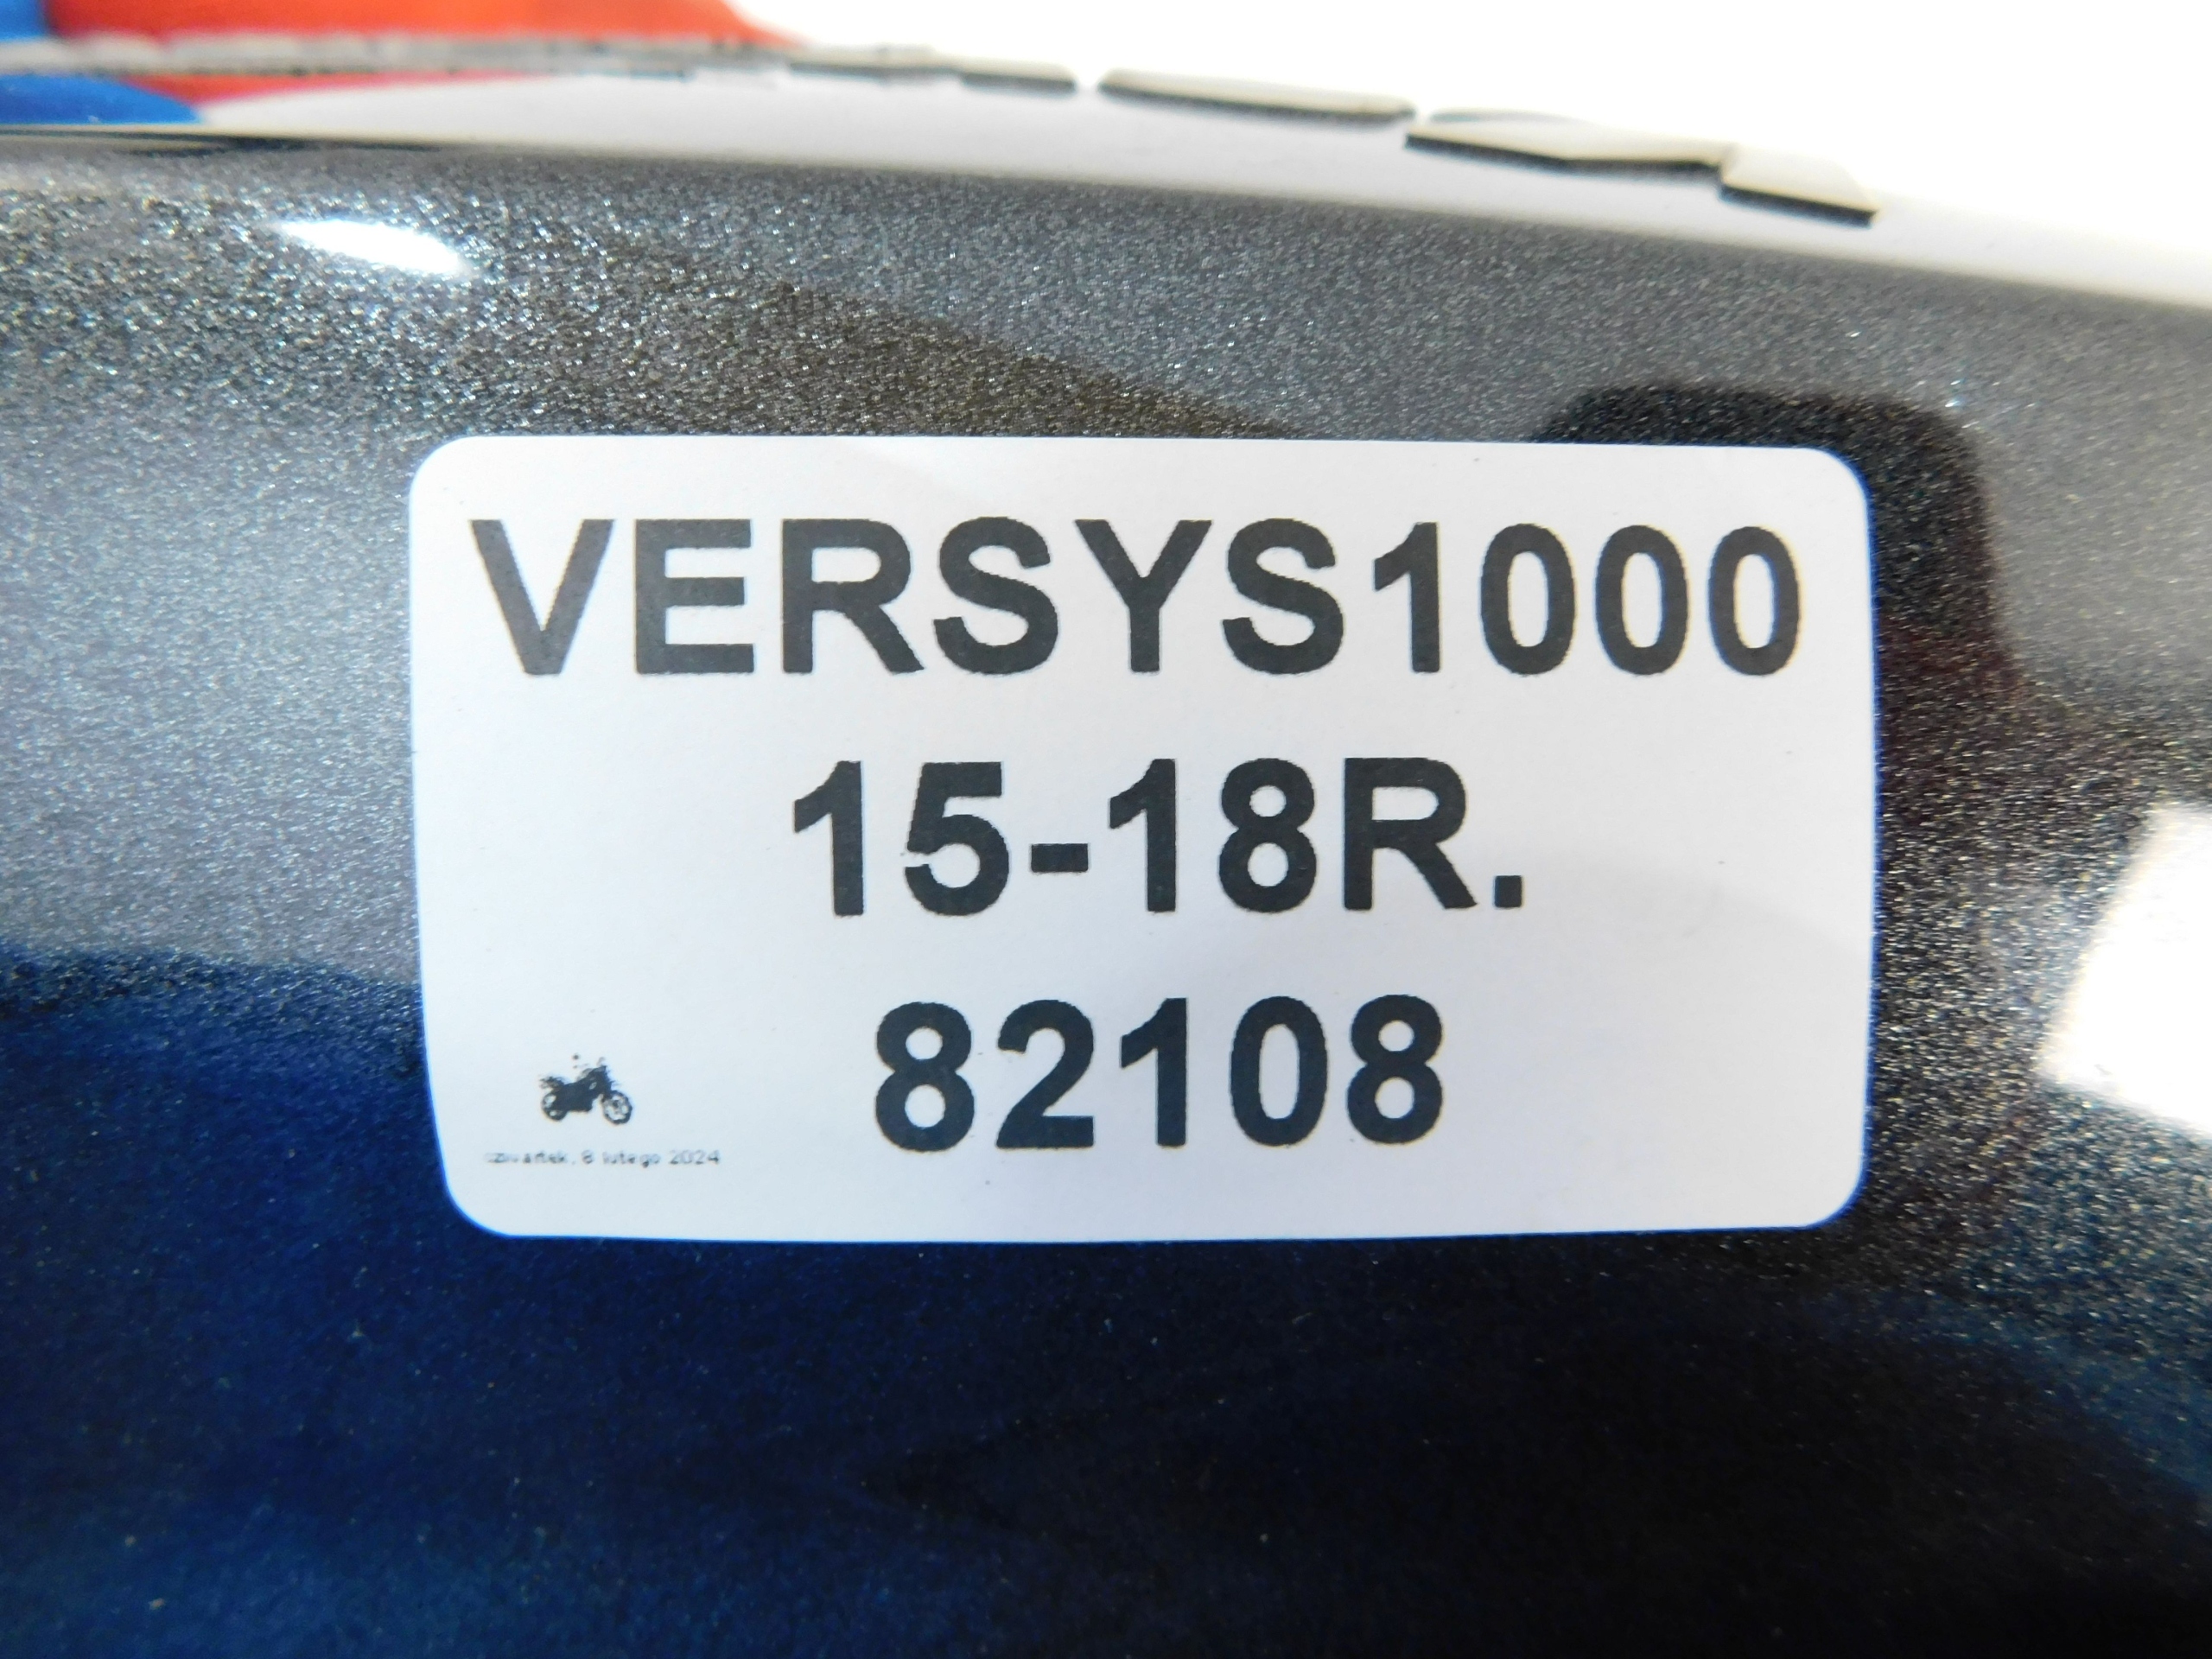 VERSYS1000
15-18R.
82108
czwartek, 8 lutego 2024